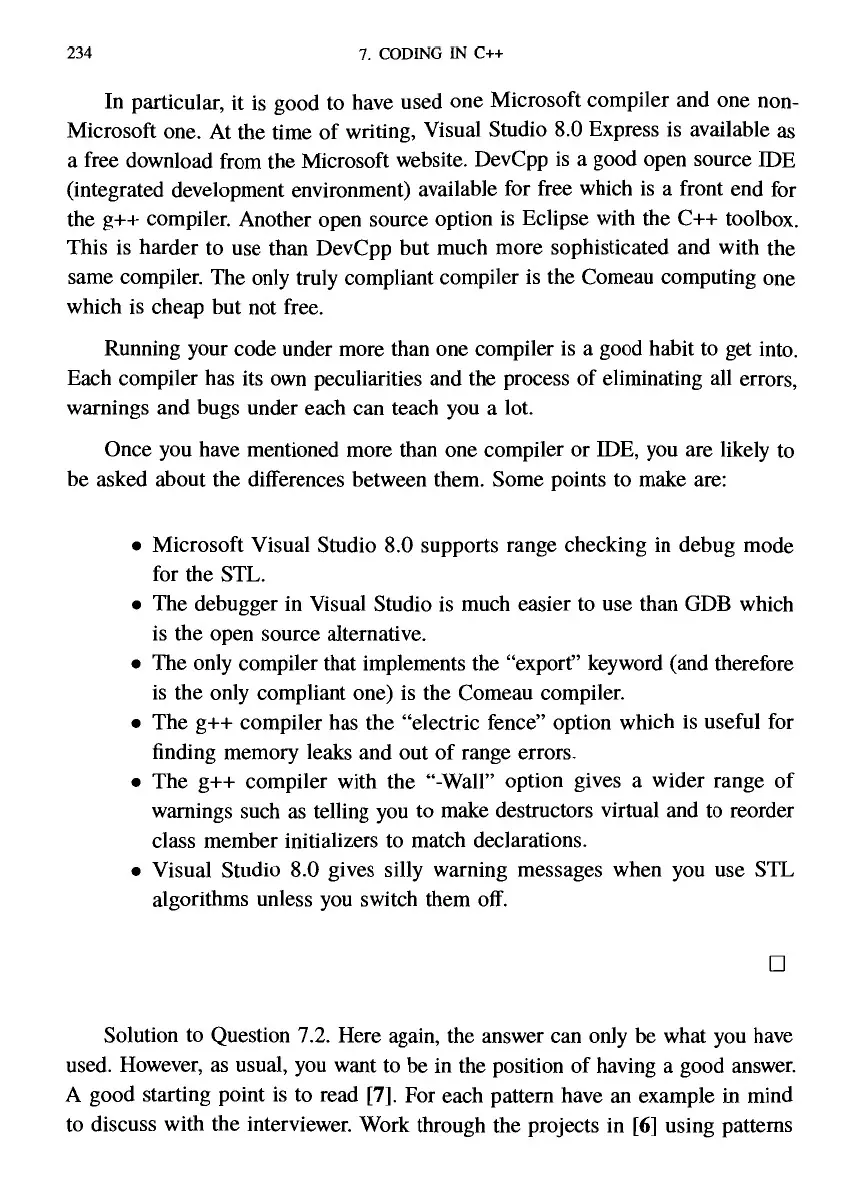 234
7. CODING IN C++
In particular, it is good to have used one Microsoft compiler and one non-
Microsoft one. At the time of writing, Visual Studio 8.0 Express is available as
a free download from the Microsoft website. DevCpp is a good open source IDE
(integrated development environment) available for free which is a front end for
the g++ compiler. Another open source option is Eclipse with the C++ toolbox.
This is harder to use than DevCpp but much more sophisticated and with the
same compiler. The only truly compliant compiler is the Comeau computing one
which is cheap but not free.
Running your code under more than one compiler is a good habit to get into.
Each compiler has its own peculiarities and the process of eliminating all errors,
warnings and bugs under each can teach you a lot.
Once you have mentioned more than one compiler or IDE, you are likely to
be asked about the differences between them. Some points to make are:
• Microsoft Visual Studio 8.0 supports range checking in debug mode
for the STL.
• The debugger in Visual Studio is much easier to use than GDB which
is the open source alternative.
• The only compiler that implements the “export” keyword (and therefore
is the only compliant one) is the Comeau compiler.
• The g++ compiler has the “electric fence” option which is useful for
finding memory leaks and out of range errors.
• The g++ compiler with the “-Wall” option gives a wider range of
warnings such as telling you to make destructors virtual and to reorder
class member initializers to match declarations.
• Visual Studio 8.0 gives silly warning messages when you use STL
algorithms unless you switch them off.
□
Solution to Question 7.2. Here again, the answer can only be what you have
used. However, as usual, you want to be in the position of having a good answer.
A good starting point is to read [7]. For each pattern have an example in mind
to discuss with the interviewer. Work through the projects in [6] using patterns